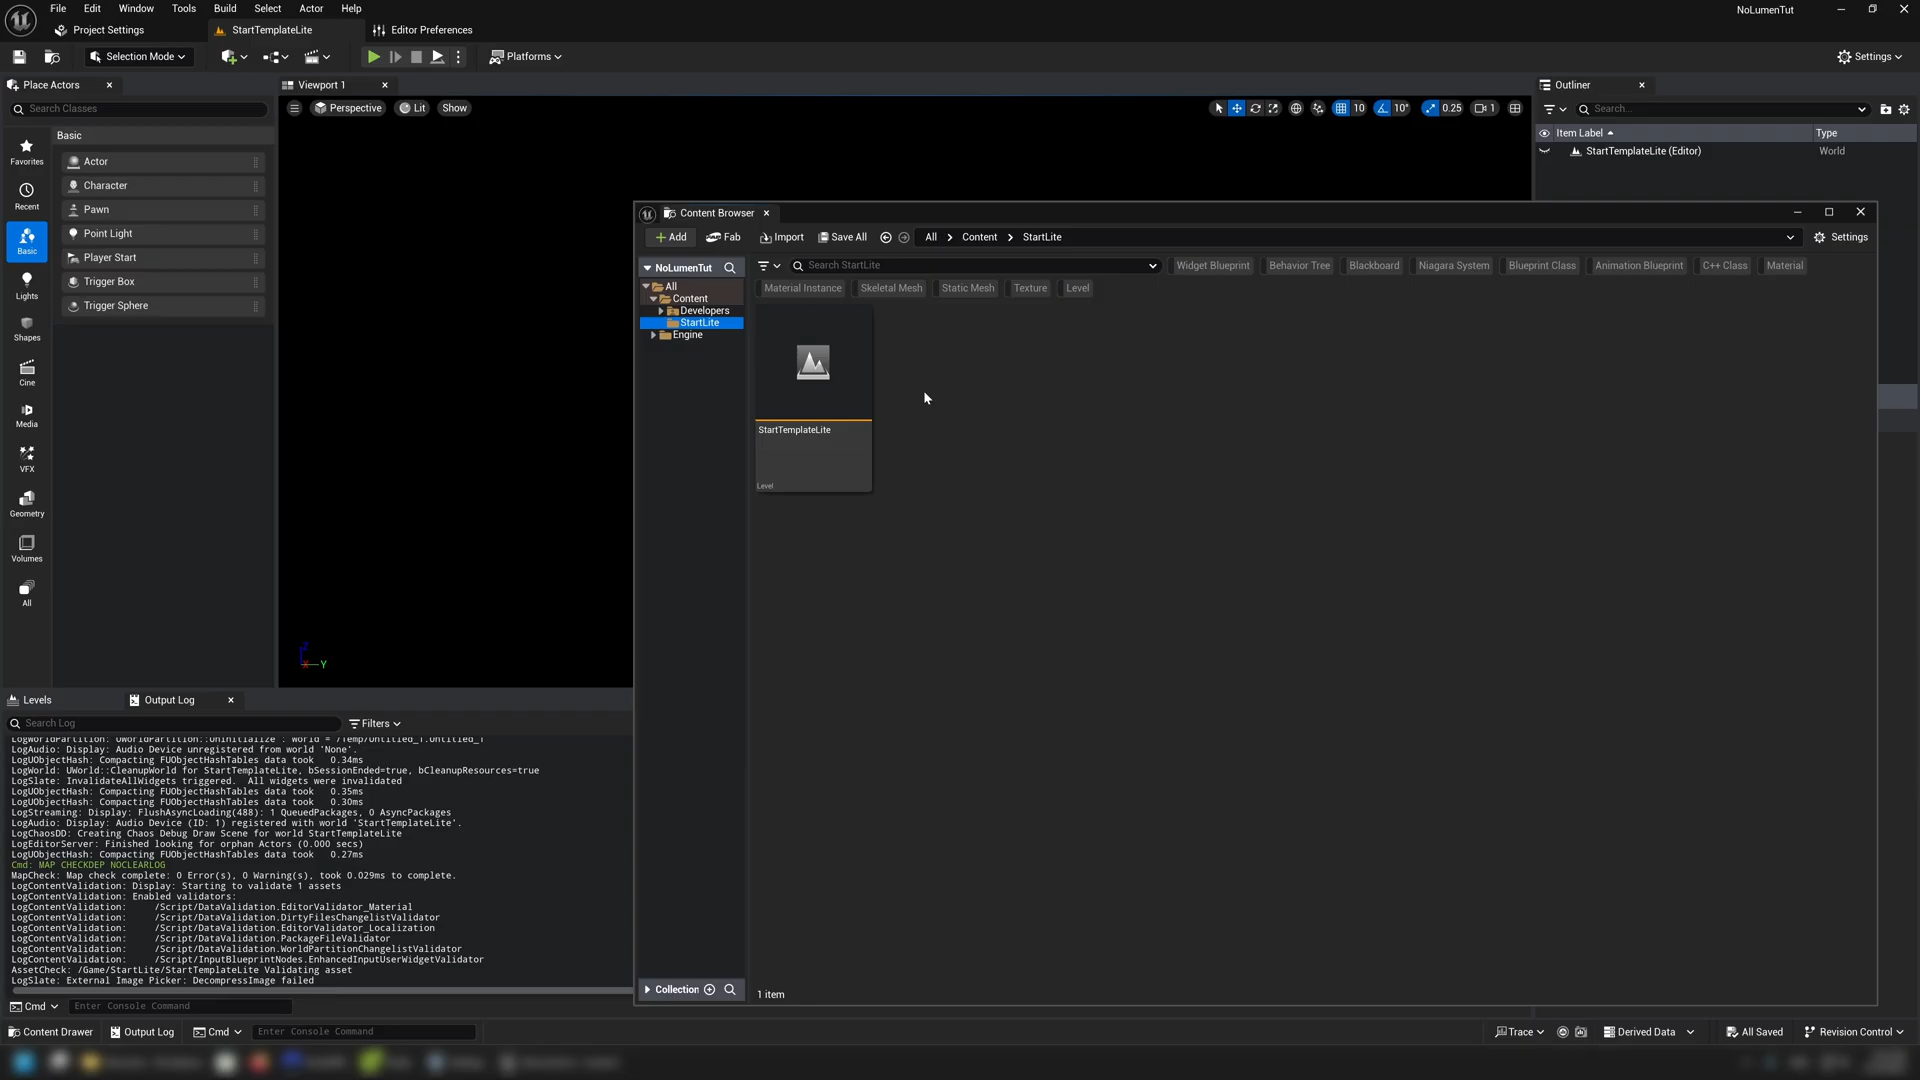 File Edit Window Tools Build Select Actor Help
NoLumenTut
Project Settings
StartTemplateLite
Editor Preferences
Selection Mode
Platforms
Settings
Place Actors
Search Classes
Basic
Favorites
Recent
Basic
Lights
Shapes
Cine
Media
VFX
Geometry
Volumes
All
Actor
Character
Pawn
Point Light
Player Start
Trigger Box
Trigger Sphere
Viewport 1
Perspective Lit Show
10 10° 0.25 1
Z
X
Y
Outliner
Search...
Item Label Type
StartTemplateLite (Editor) World
Content Browser
Add Fab Import Save All All Content StartLite
Settings
NoLumenTut
Search StartLite
Widget Blueprint Behavior Tree Blackboard Niagara System Blueprint Class Animation Blueprint C++ Class Material
Material Instance Skeletal Mesh Static Mesh Texture Level
All
Content
Developers
StartLite
Engine
StartTemplateLite
Level
Collection
1 item
Levels
Output Log
Search Log
Filters
LogWorldPartition: UWorldPartition::Uninitialize : World = /Temp/Untitled_1.Untitled_1
LogAudio: Display: Audio Device unregistered from world 'None'.
LogUObjectHash: Compacting FUObjectHashTables data took 0.34ms
LogWorld: UWorld::CleanupWorld for StartTemplateLite, bSessionEnded=true, bCleanupResources=true
LogSlate: InvalidateAllWidgets triggered. All widgets were invalidated
LogUObjectHash: Compacting FUObjectHashTables data took 0.35ms
LogUObjectHash: Compacting FUObjectHashTables data took 0.30ms
LogStreaming: Display: FlushAsyncLoading(488): 1 QueuedPackages, 0 AsyncPackages
LogAudio: Display: Audio Device (ID: 1) registered with world 'StartTemplateLite'.
LogChaosDD: Creating Chaos Debug Draw Scene for world StartTemplateLite
LogEditorServer: Finished looking for orphan Actors (0.000 secs)
LogUObjectHash: Compacting FUObjectHashTables data took 0.27ms
Cmd: MAP CHECKDEP NOCLEARLOG
MapCheck: Map check complete: 0 Error(s), 0 Warning(s), took 0.029ms to complete.
LogContentValidation: Display: Starting to validate 1 assets
LogContentValidation: Enabled validators:
LogContentValidation: /Script/DataValidation.EditorValidator_Material
LogContentValidation: /Script/DataValidation.DirtyFilesChangelistValidator
LogContentValidation: /Script/DataValidation.EditorValidator_Localization
LogContentValidation: /Script/DataValidation.PackageFileValidator
LogContentValidation: /Script/DataValidation.WorldPartitionChangelistValidator
LogContentValidation: /Script/InputBlueprintNodes.EnhancedInputUserWidgetValidator
AssetCheck: /Game/StartLite/StartTemplateLite Validating asset
LogSlate: External Image Picker: DecompressImage failed
Cmd Enter Console Command
Content Drawer Output Log Cmd Enter Console Command
Trace Derived Data All Saved Revision Control